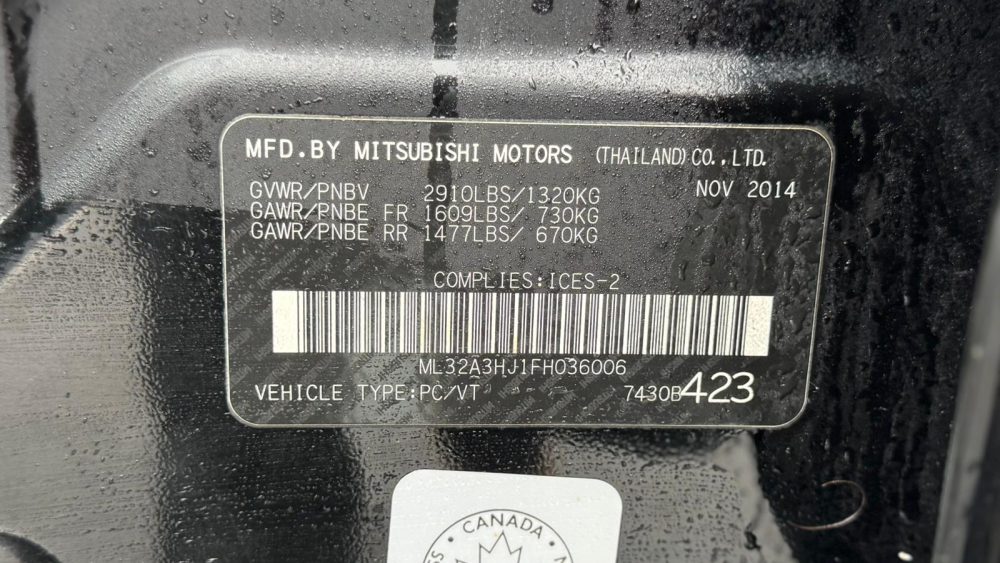 MFD.BY MITSUBISHI MOTORS (THAILAND)CO.,LTD.
NOV 2014
GVWR/PNBV 2910LBS/1320KG
GAWR/PNBE FR 1609LBS/ 730KG
GAWR/PNBE RR 1477LBS/ 670KG
COMPLIES:ICES-2
ML32A3HJ1FH036006
VEHICLE TYPE:PC/VT 7430B423
CANADA